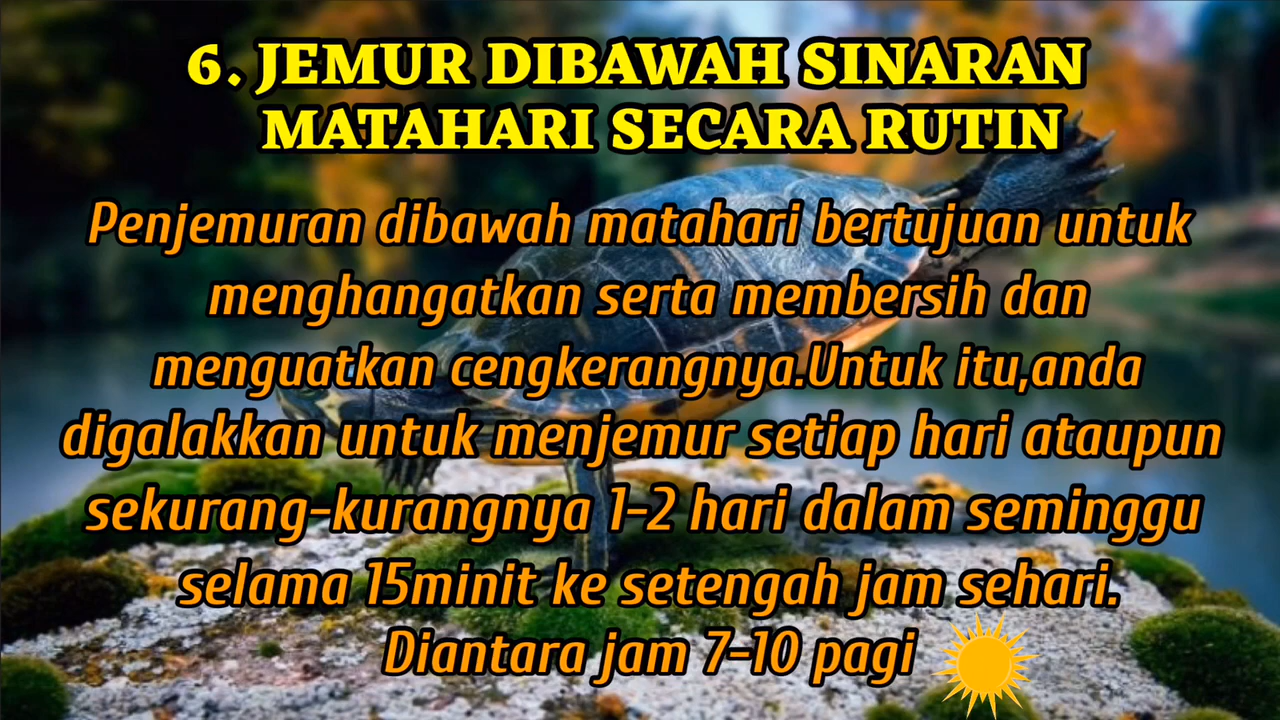 6. JEMUR DIBAWAH SINARAN
MATAHARI SECARA RUTIN
Penjemuran dibawah matahari bertujuan untuk
menghangatkan serta membersih dan
menguatkan cengkerangnya.Untuk itu,anda
digalakkan untuk menjemur setiap hari ataupun
sekurang-kurangnya 1-2 hari dalam seminggu
selama 15minit ke setengah jam sehari.
Diantara jam 7-10 pagi